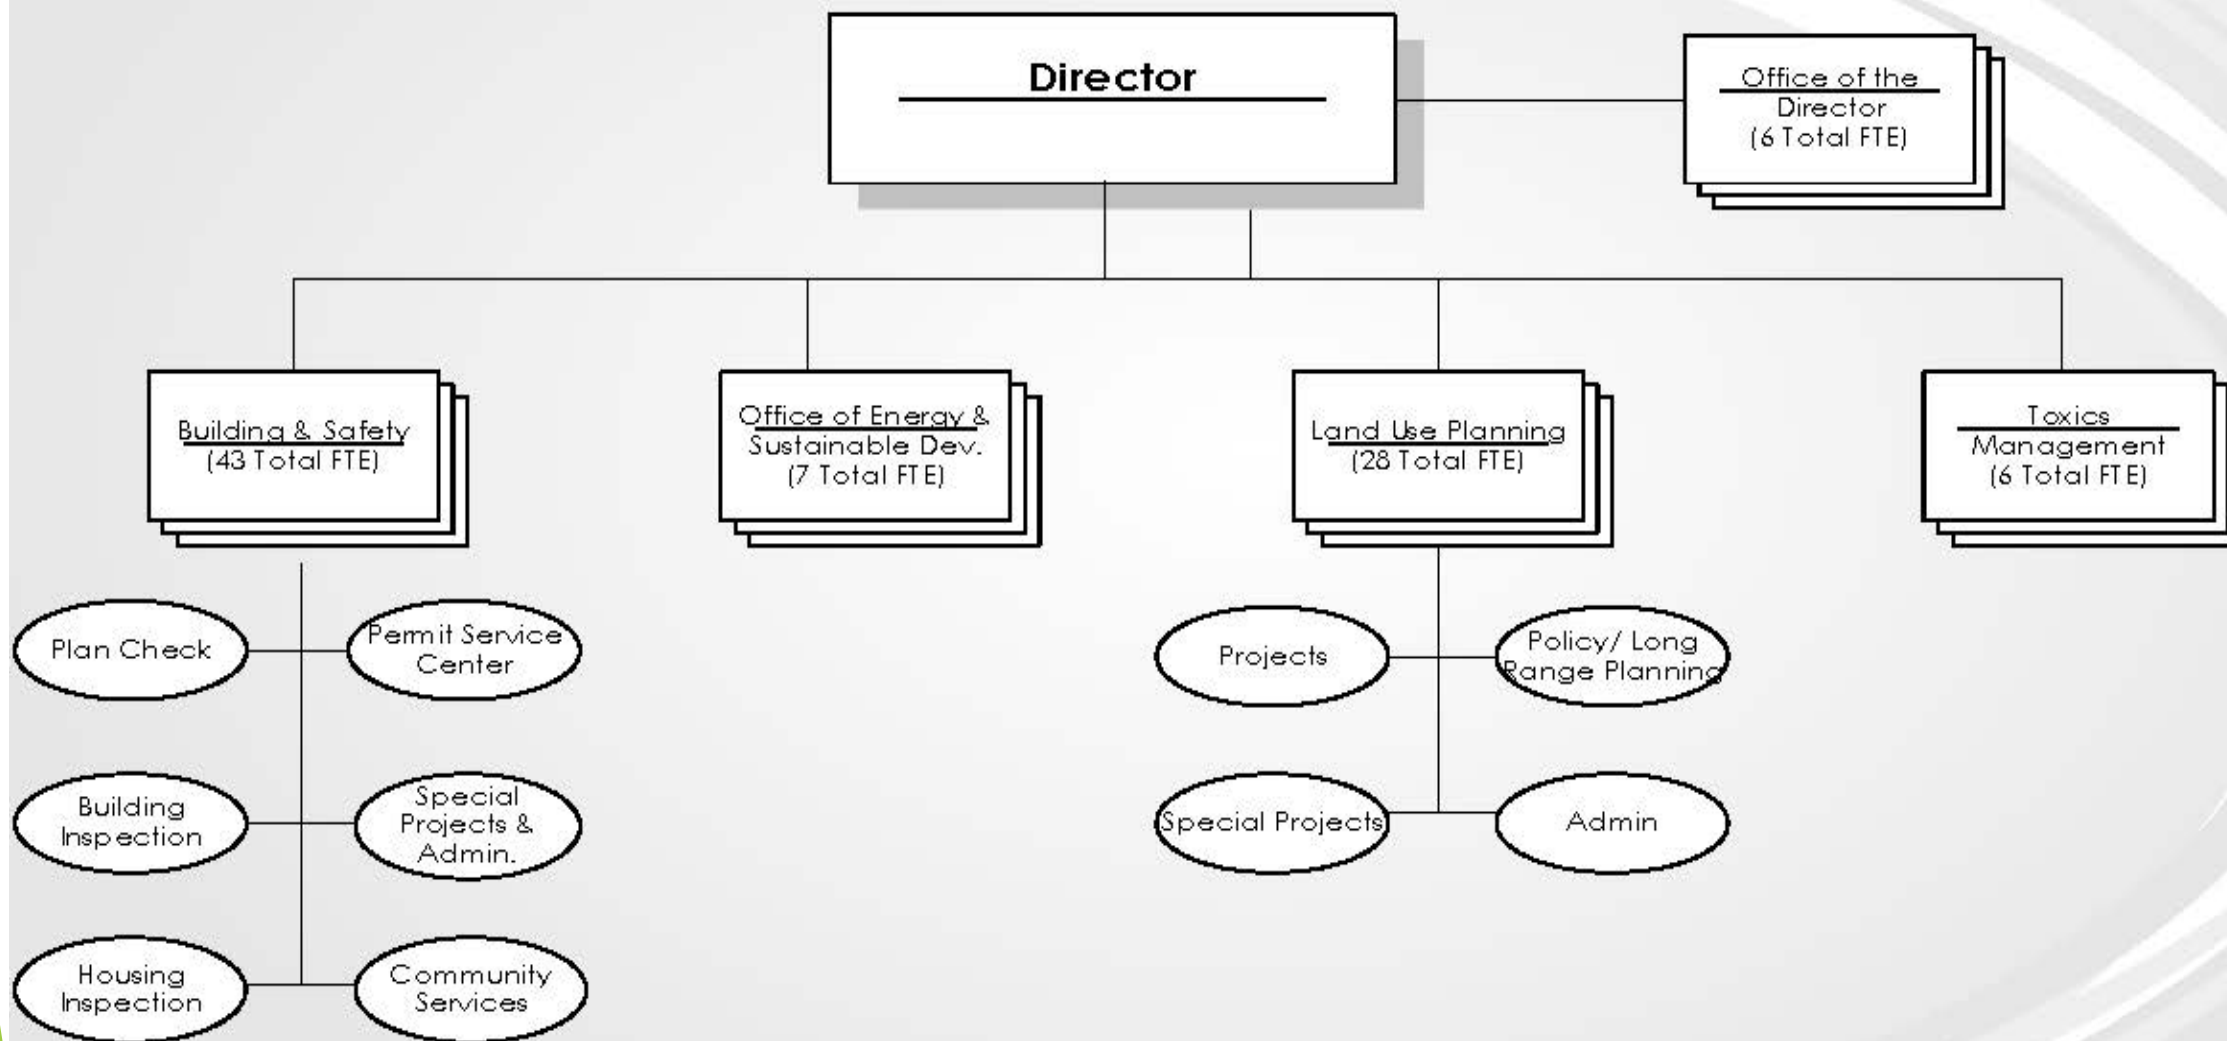 Director
Office of the
Director
(6 Total FTE)
Building & Safety
(43 Total FTE)
Office of Energy &
Sustainable Dev.
(7 Total FTE)
Land Use Planning
(28 Total FTE)
Toxics
Management
(6 Total FTE)
Plan Check
Permit Service
Center
Building
Inspection
Special
Projects &
Admin.
Housing
Inspection
Community
Services
Projects
Policy/ Long
Range Planning
Special Projects
Admin